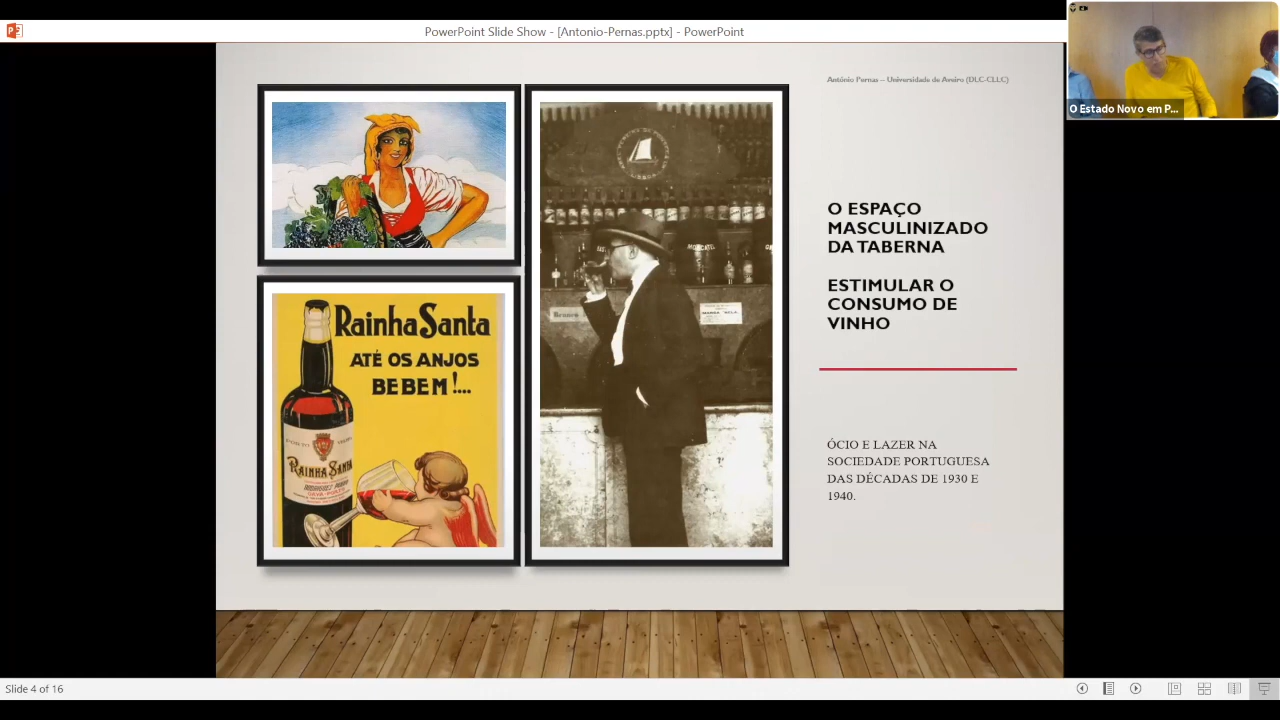 PowerPoint Slide Show - [Antonio-Pernas.pptx] - PowerPoint
António Pernas – Universidade de Aveiro (DLC-CLLC)
O Estado Novo em P...
O ESPAÇO
MASCULINIZADO
DA TABERNA
ESTIMULAR O
CONSUMO DE
VINHO
ÓCIO E LAZER NA
SOCIEDADE PORTUGUESA
DAS DÉCADAS DE 1930 E
1940.
Rainha Santa
ATÉ OS ANJOS
BEBEM!...
RAINHA SANTA
MOSCATEL
Slide 4 of 16